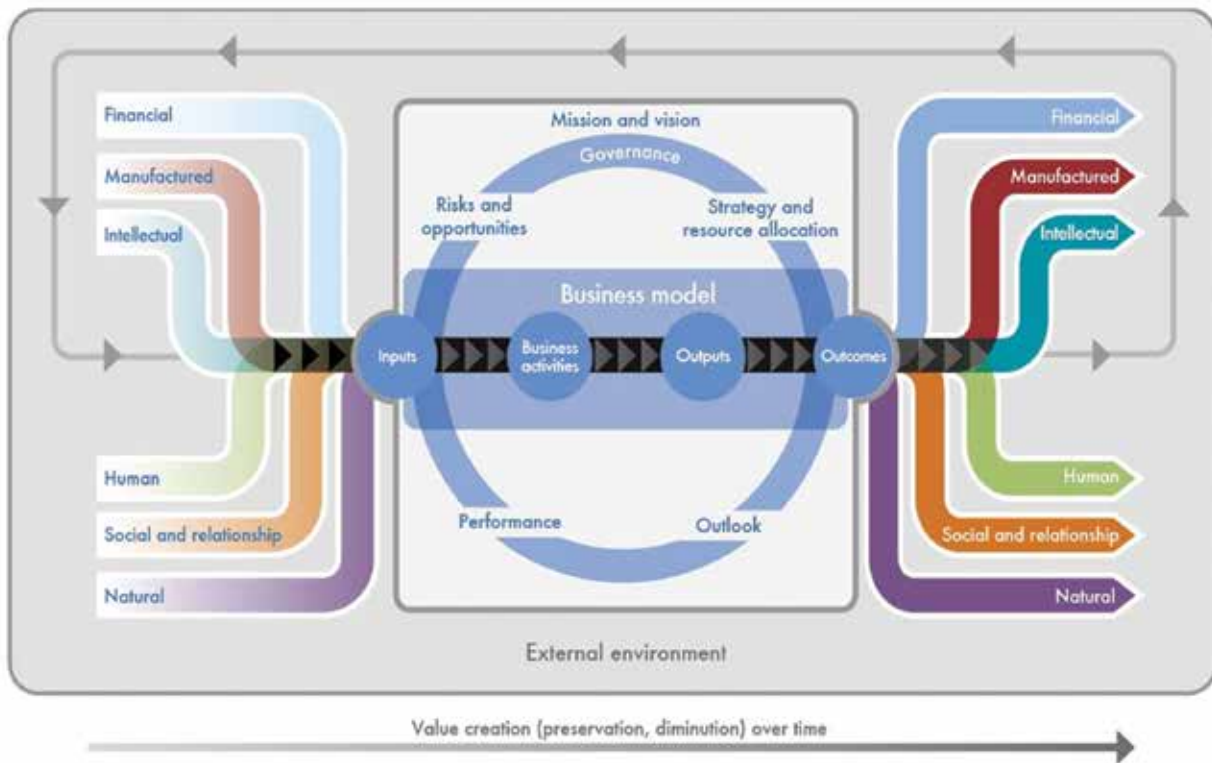 Financial
Manufactured
Intellectual
Human
Social and relationship
Natural
Mission and vision
Governance
Risks and
opportunities
Strategy and
resource allocation
Business model
Inputs
Business
activities
Outputs
Outcomes
Performance
Outlook
Financial
Manufactured
Intellectual
Human
Social and relationship
Natural
External environment
Value creation (preservation, diminution) over time